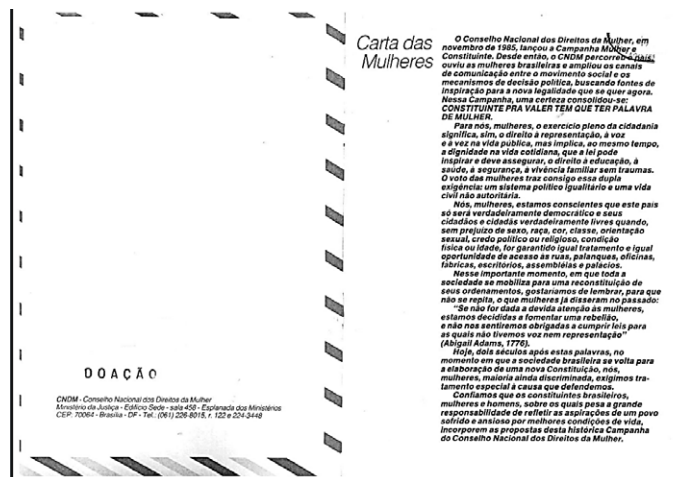 DOAÇÃO
CNDM - Conselho Nacional dos Direitos da Mulher
Ministério da Justiça - Edifício Sede - sala 458 - Esplanada dos Ministérios
CEP: 70064 - Brasília - DF - Tel.: (061) 226-8015, r. 122 e 224-3448
Carta das
Mulheres
O Conselho Nacional dos Direitos da Mulher, em
novembro de 1985, lançou a Campanha Mulher e
Constituinte. Desde então, o CNDM percorreu o país,
ouviu as mulheres brasileiras e ampliou os canais
de comunicação entre o movimento social e os
mecanismos de decisão política, buscando fontes de
inspiração para a nova legalidade que se quer agora.
Nessa Campanha, uma certeza consolidou-se:
CONSTITUINTE PRA VALER TEM QUE TER PALAVRA
DE MULHER.
Para nós, mulheres, o exercício pleno da cidadania
significa, sim, o direito à representação, à voz
e à vez na vida pública, mas implica, ao mesmo tempo,
a dignidade na vida cotidiana, que a lei pode
inspirar e deve assegurar, o direito à educação, à
saúde, à segurança, à vivência familiar sem traumas.
O voto das mulheres traz consigo essa dupla
exigência: um sistema político igualitário e uma vida
civil não autoritária.
Nós, mulheres, estamos conscientes que este país
só será verdadeiramente democrático e seus
cidadãos e cidadãs verdadeiramente livres quando,
sem prejuízo de sexo, raça, cor, classe, orientação
sexual, credo político ou religioso, condição
física ou idade, for garantido igual tratamento e igual
oportunidade de acesso às ruas, palanques, oficinas,
fábricas, escritórios, assembléias e palácios.
Nesse importante momento, em que toda a
sociedade se mobiliza para uma reconstituição de
seus ordenamentos, gostaríamos de lembrar, para que
não se repita, o que mulheres já disseram no passado:
"Se não for dada a devida atenção às mulheres,
estamos decididas a fomentar uma rebelião,
e não nos sentiremos obrigadas a cumprir leis para
as quais não tivemos voz nem representação"
(Abigail Adams, 1776).
Hoje, dois séculos após estas palavras, no
momento em que a sociedade brasileira se volta para
a elaboração de uma nova Constituição, nós,
mulheres, maioria ainda discriminada, exigimos tra-
tamento especial à causa que defendemos.
Confiamos que os constituintes brasileiros,
mulheres e homens, sobre os quais pesa a grande
responsabilidade de refletir as aspirações de um povo
sofrido e ansioso por melhores condições de vida,
incorporem as propostas desta histórica Campanha
do Conselho Nacional dos Direitos da Mulher.